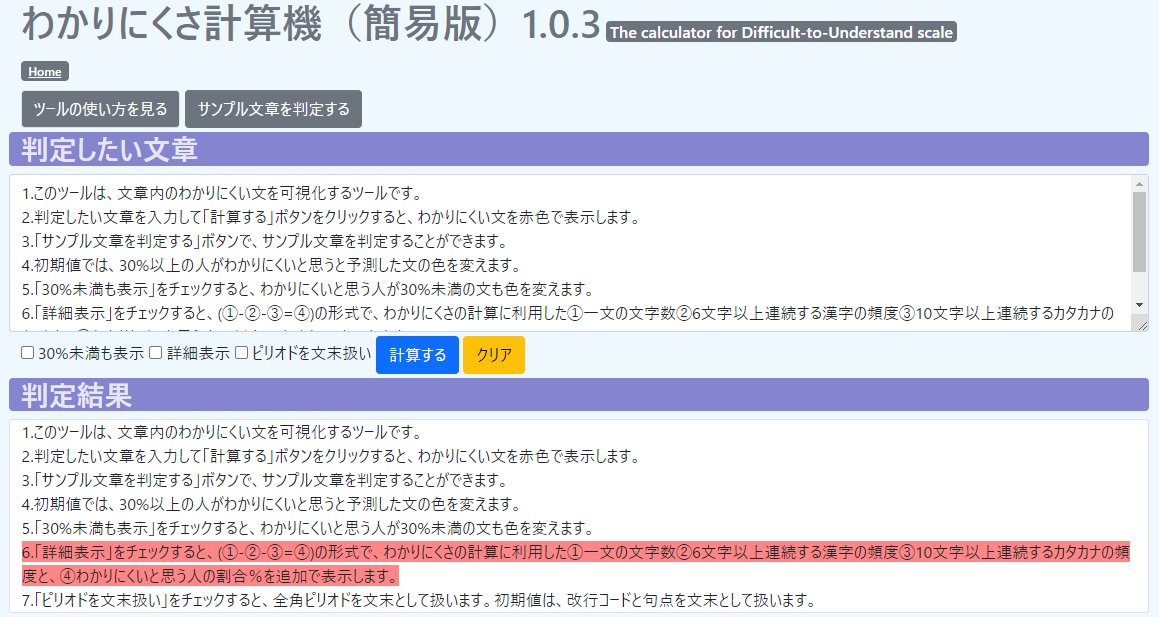 わかりにくさ計算機（簡易版）1.0.3 The calculator for Difficult-to-Understand scale
Home
ツールの使い方を見る サンプル文章を判定する
判定したい文章
1.このツールは、文章内のわかりにくい文を可視化するツールです。
2.判定したい文章を入力して「計算する」ボタンをクリックすると、わかりにくい文を赤色で表示します。
3.「サンプル文章を判定する」ボタンで、サンプル文章を判定することができます。
4.初期値では、30%以上の人がわかりにくいと思うと予測した文の色を変えます。
5.「30%未満も表示」をチェックすると、わかりにくいと思う人が30%未満の文も色を変えます。
6.「詳細表示」をチェックすると、(①-②-③=④)の形式で、わかりにくさの計算に利用した①一文の文字数②6文字以上連続する漢字の頻度③10文字以上連続するカタカナの
30%未満も表示 詳細表示 ピリオドを文末扱い 計算する クリア
判定結果
1.このツールは、文章内のわかりにくい文を可視化するツールです。
2.判定したい文章を入力して「計算する」ボタンをクリックすると、わかりにくい文を赤色で表示します。
3.「サンプル文章を判定する」ボタンで、サンプル文章を判定することができます。
4.初期値では、30%以上の人がわかりにくいと思うと予測した文の色を変えます。
5.「30%未満も表示」をチェックすると、わかりにくいと思う人が30%未満の文も色を変えます。
6.「詳細表示」をチェックすると、(①-②-③=④)の形式で、わかりにくさの計算に利用した①一文の文字数②6文字以上連続する漢字の頻度③10文字以上連続するカタカナの頻
度と、④わかりにくいと思う人の割合％を追加で表示します。
7.「ピリオドを文末扱い」をチェックすると、全角ピリオドを文末として扱います。初期値は、改行コードと句点を文末として扱います。